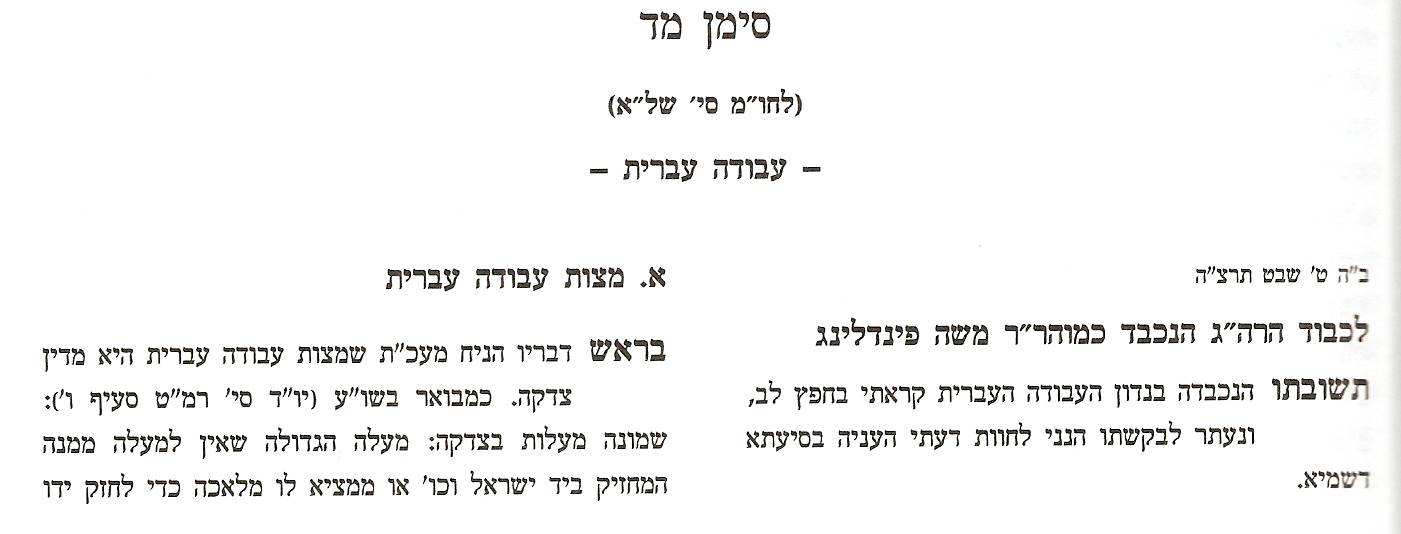 סימן מד
(לחו״מ סי׳ של״א)
– עבודה עברית –
ב״ה ט׳ שבט תרצ״ה
לכבוד הרה״ג הנכבד כמוהר״ר משה פינדלינג
תשובתו הנכבדה בנדון העבודה העברית קראתי בחפץ לב,
ונעתר לבקשתו הנני לחוות דעתי העניה בסיעתא
דשמיא.
א. מצות עבודה עברית
בראש דבריו הניח מעכ״ת שמצות עבודה עברית היא מדין
צדקה. כמבואר בשו״ע (יו״ד סי׳ רמ״ט סעיף ו׳):
שמונה מעלות בצדקה: מעלה הגדולה שאין למעלה ממנה
המחזיק ביד ישראל וכו׳ או ממציא לו מלאכה כדי לחזק ידו